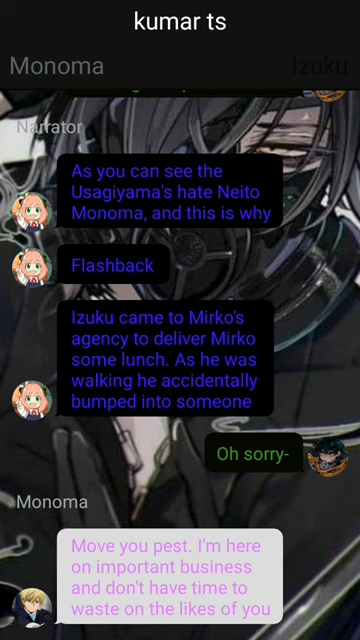 kumar ts
Monoma
Izuku
Narrator
As you can see the
Usagiyama's hate Neito
Monoma, and this is why
Flashback
Izuku came to Mirko's
agency to deliver Mirko
some lunch. As he was
walking he accidentally
bumped into someone
Oh sorry-
Monoma
Move you pest. I'm here
on important business
and don't have time to
waste on the likes of you